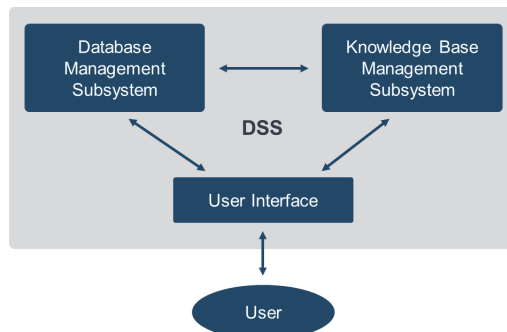 Database
Management
Subsystem
Knowledge Base
Management
Subsystem
DSS
User Interface
User